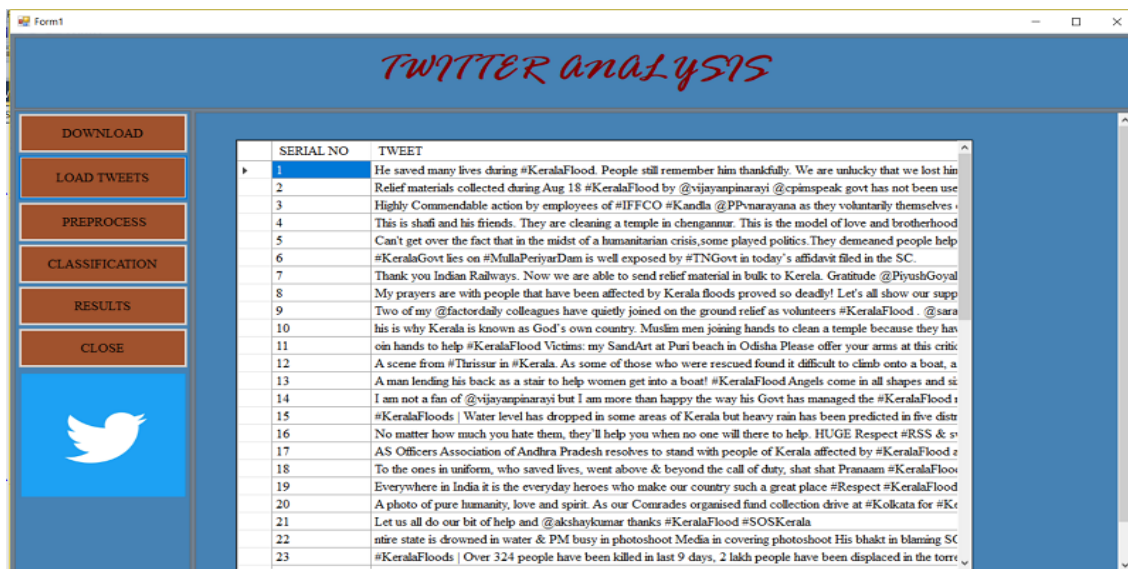 Form1
TWITTER ANALYSIS
DOWNLOAD
LOAD TWEETS
PREPROCESS
CLASSIFICATION
RESULTS
CLOSE
SERIAL NO TWEET
1 He saved many lives during #KeralaFlood. People still remember him thankfully. We are unlucky that we lost him
2 Relief materials collected during Aug 18 #KeralaFlood by @vijayanpinarayi @cpimspeak govt has not been use
3 Highly Commendable action by employees of #IFFCO #Kandla @PPvnarayana as they voluntarily themselves
4 This is shafi and his friends. They are cleaning a temple in chengannur. This is the model of love and brotherhood
5 Can't get over the fact that in the midst of a humanitarian crisis,some played politics.They demeaned people help
6 #KeralaGovt lies on #MullaPeriyarDam is well exposed by #TNGovt in today's affidavit filed in the SC.
7 Thank you Indian Railways. Now we are able to send relief material in bulk to Kerela. Gratitude @PiyushGoyal
8 My prayers are with people that have been affected by Kerala floods proved so deadly! Let's all show our supp
9 Two of my @factordaily colleagues have quietly joined on the ground relief as volunteers #KeralaFlood . @sara
10 his is why Kerala is known as God's own country. Muslim men joining hands to clean a temple because they hav
11 oin hands to help #KeralaFlood Victims: my SandArt at Puri beach in Odisha Please offer your arms at this critic
12 A scene from #Thrissur in #Kerala. As some of those who were rescued found it difficult to climb onto a boat, a
13 A man lending his back as a stair to help women get into a boat! #KeralaFlood Angels come in all shapes and si
14 I am not a fan of @vijayanpinarayi but I am more than happy the way his Govt has managed the #KeralaFlood
15 #KeralaFloods | Water level has dropped in some areas of Kerala but heavy rain has been predicted in five distr
16 No matter how much you hate them, they'll help you when no one will there to help. HUGE Respect #RSS &
17 AS Officers Association of Andhra Pradesh resolves to stand with people of Kerala affected by #KeralaFlood a
18 To the ones in uniform, who saved lives, went above & beyond the call of duty, shat shat Pranaam #KeralaFloo
19 Everywhere in India it is the everyday heroes who make our country such a great place #Respect #KeralaFlood
20 A photo of pure humanity, love and spirit. As our Comrades organised fund collection drive at #Kolkata for #Ke
21 Let us all do our bit of help and @akshaykumar thanks #KeralaFlood #SOSKerala
22 ntire state is drowned in water & PM busy in photoshoot Media in covering photoshoot His bhakt in blaming SC
23 #KeralaFloods | Over 324 people have been killed in last 9 days, 2 lakh people have been displaced in the torre